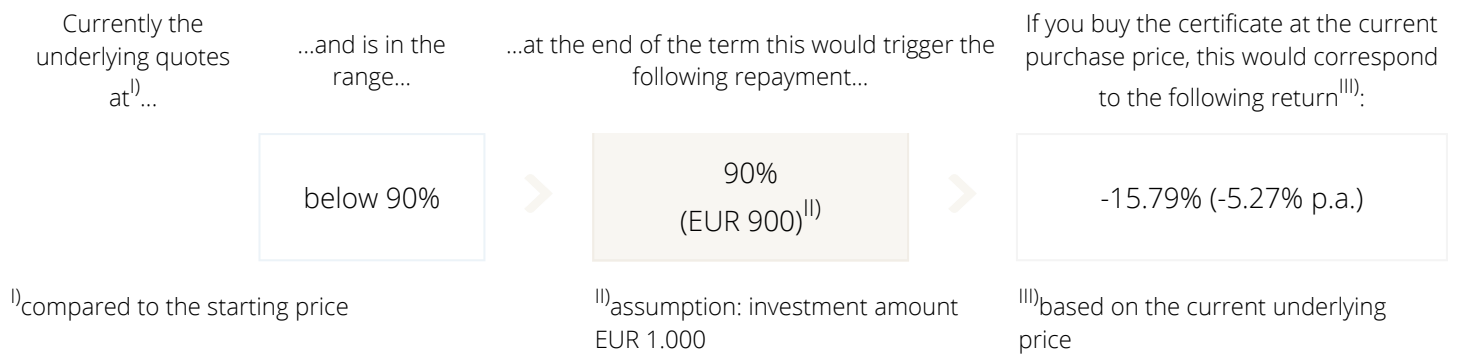 Currently the
underlying quotes
at I)...
...and is in the
range...
...at the end of the term this would trigger the
following repayment...
If you buy the certificate at the current
purchase price, this would correspond
to the following return III):
below 90%
90%
(EUR 900) II)
-15.79% (-5.27% p.a.)
I)compared to the starting price
II)assumption: investment amount
EUR 1.000
III)based on the current underlying
price